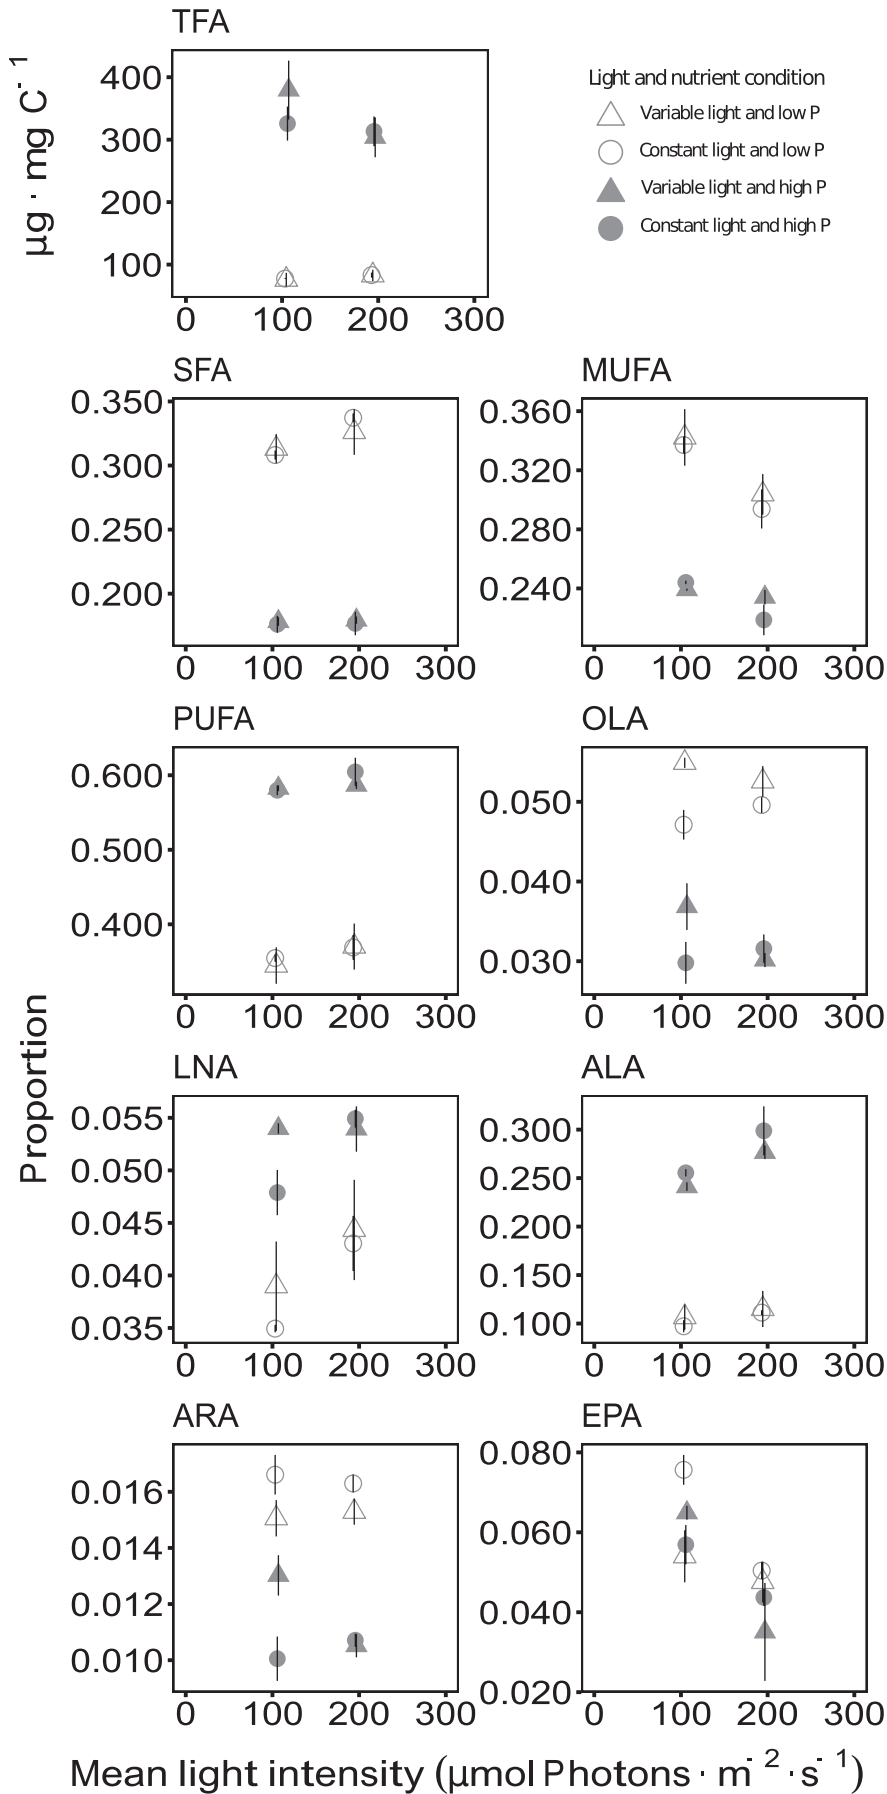 TFA
µg · mg C⁻¹
400
300
200
100
0 100 200 300
Light and nutrient condition
Variable light and low P
Constant light and low P
Variable light and high P
Constant light and high P
SFA
0.350
0.300
0.250
0.200
0 100 200 300
MUFA
0.360
0.320
0.280
0.240
0 100 200 300
PUFA
0.600
0.500
0.400
0 100 200 300
OLA
0.050
0.040
0.030
0 100 200 300
Proportion
LNA
0.055
0.050
0.045
0.040
0.035
0 100 200 300
ALA
0.300
0.250
0.200
0.150
0.100
0 100 200 300
ARA
0.016
0.014
0.012
0.010
0 100 200 300
EPA
0.080
0.060
0.040
0.020
0 100 200 300
Mean light intensity (µmol Photons · m⁻² · s⁻¹)